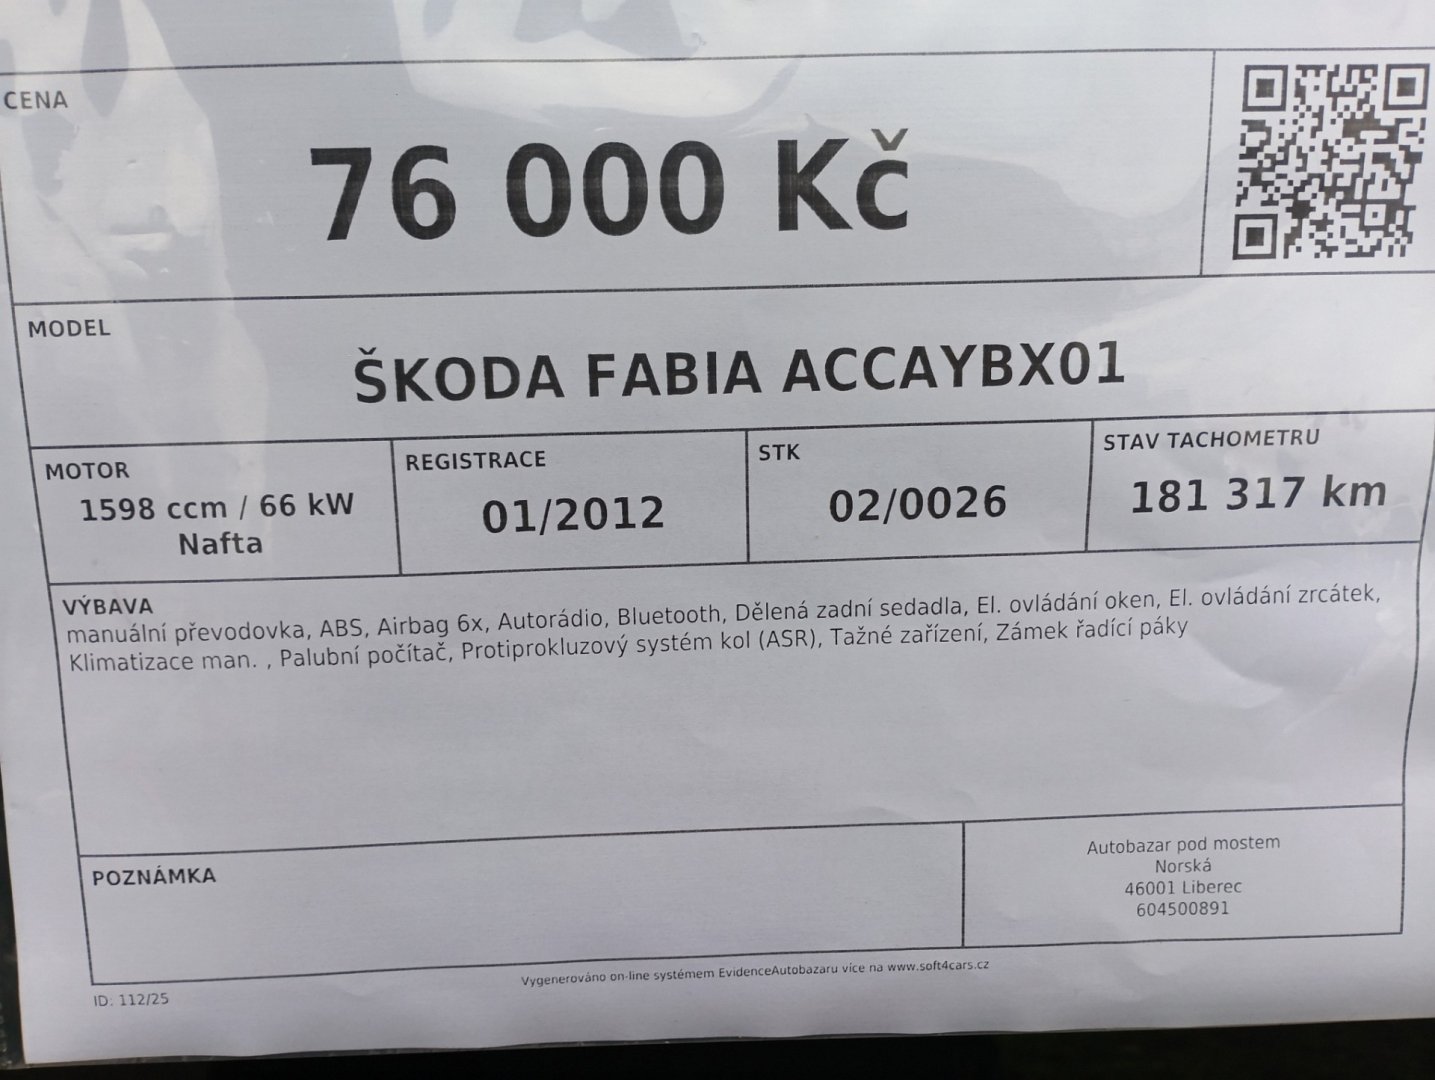 CENA
76 000 Kč
MODEL
ŠKODA FABIA ACCAYBX01
MOTOR
1598 ccm / 66 kW
Nafta
REGISTRACE
01/2012
STK
02/0026
STAV TACHOMETRU
181 317 km
VÝBAVA
manuální převodovka, ABS, Airbag 6x, Autorádio, Bluetooth, Dělená zadní sedadla, El. ovládání oken, El. ovládání zrcátek,
Klimatizace man. , Palubní počítač, Protiprokluzový systém kol (ASR), Tažné zařízení, Zámek řadící páky
POZNÁMKA
Autobazar pod mostem
Norská
46001 Liberec
604500891
Vygenerováno on-line systémem EvidenceAutobazaru více na www.soft4cars.cz
ID: 112/25